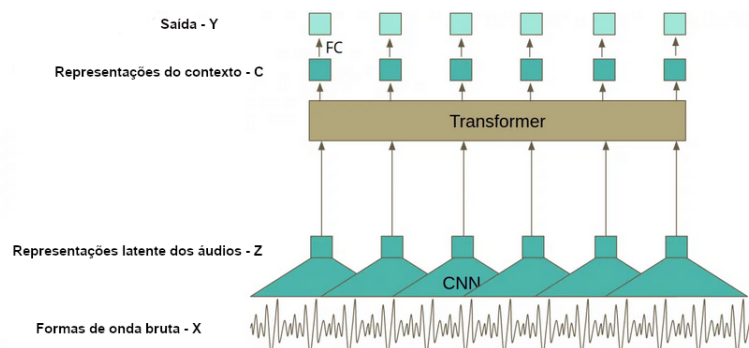 Saída - Y
FC
Representações do contexto - C
Transformer
Representações latente dos áudios - Z
CNN
Formas de onda bruta - X